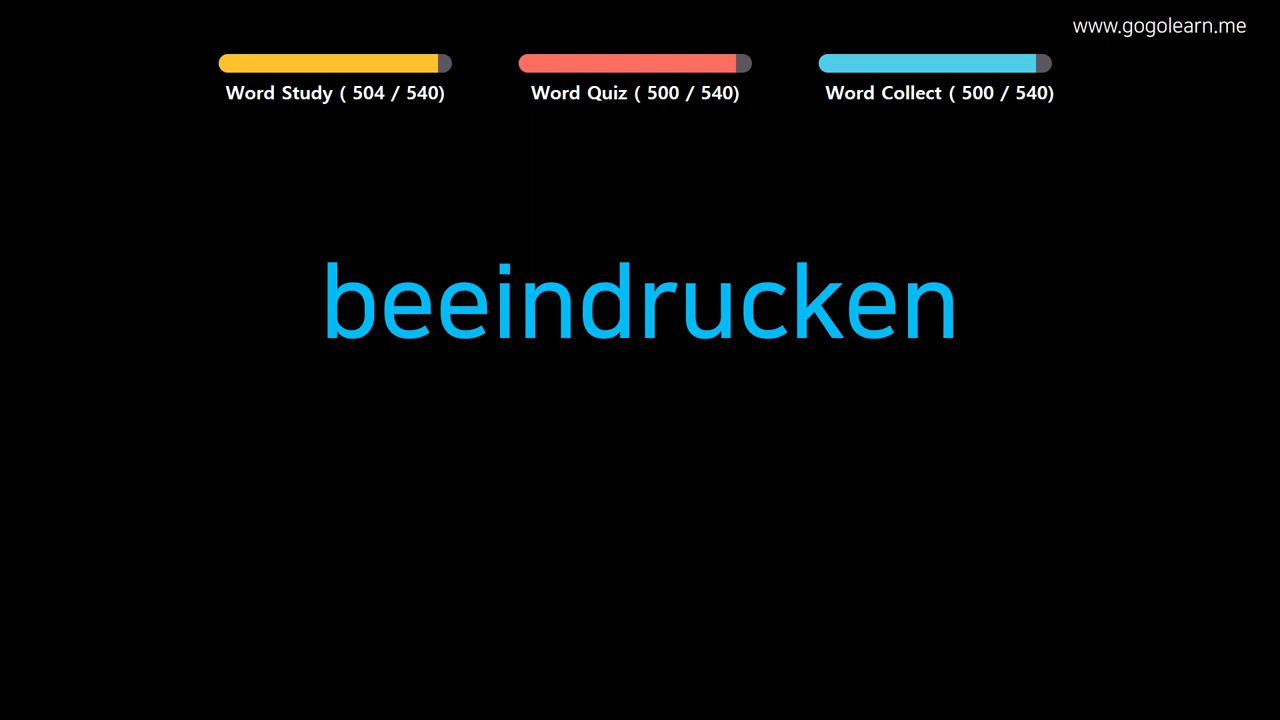 www.gogolearn.me
Word Study ( 504 / 540)
Word Quiz ( 500 / 540)
Word Collect ( 500 / 540)
beeindrucken